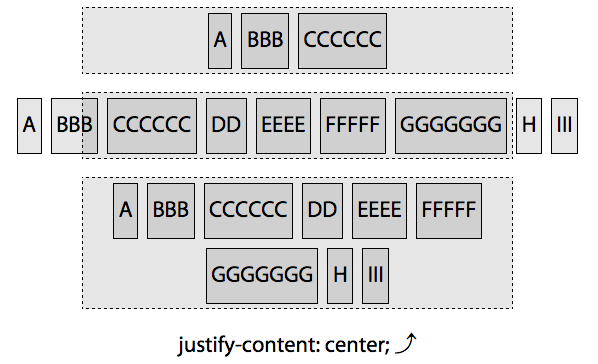 A BBB CCCCCC
A BBB CCCCCC DD EEEE FFFFF GGGGGGG H III
A BBB CCCCCC DD EEEE FFFFF
GGGGGGG H III
justify-content: center;